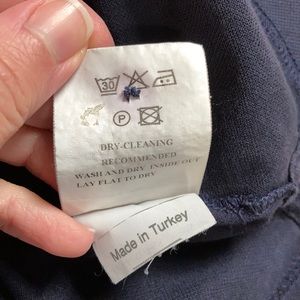 30
P
DRY-CLEANING
RECOMMENDED
WASH AND DRY INSIDE OUT
LAY FLAT TO DRY
Made in Turkey